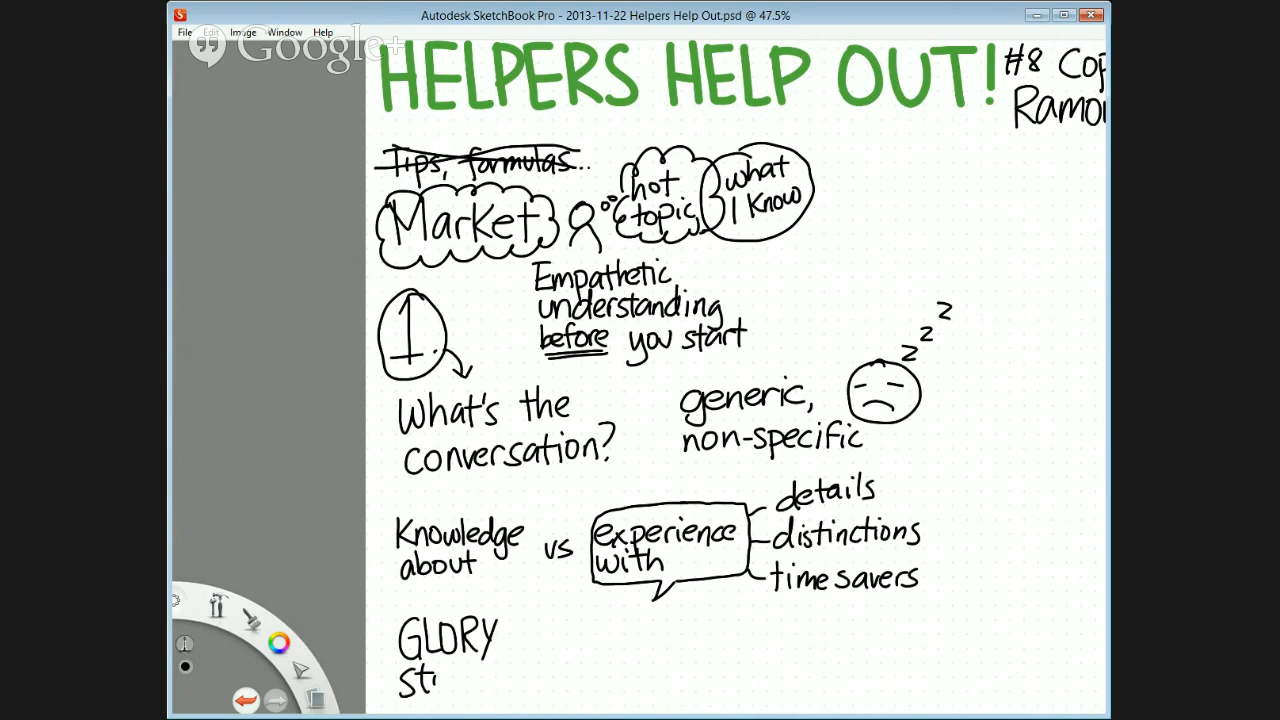 Autodesk SketchBook Pro - 2013-11-22 Helpers Help Out.psd @ 47.5%
File Edit Image Window Help
Google+
HELPERS HELP OUT!
#8 Cop
Ramo
Tips, formulas...
Market
hot
topic
what
I know
Empathetic
understanding
before you start
1.
What's the
conversation?
generic,
non-specific
z z z
Knowledge
about
vs
experience
with
details
distinctions
time savers
GLORY
St